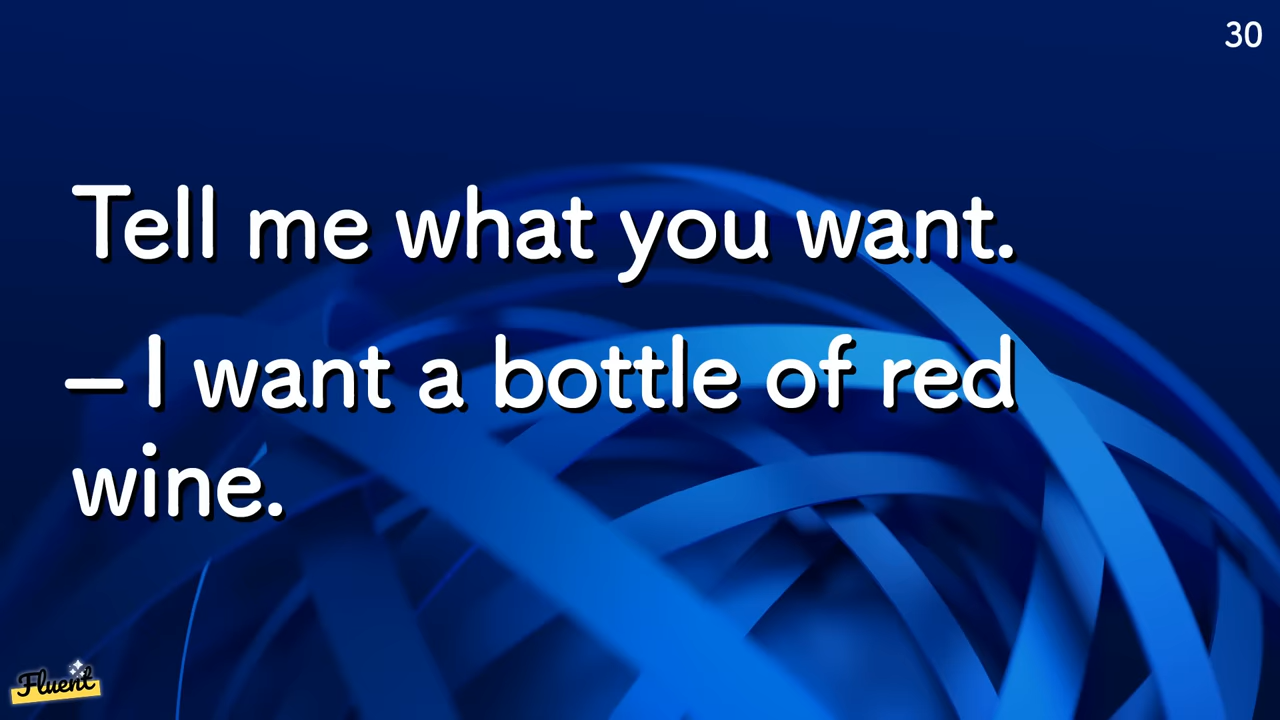 30
Tell me what you want.
– I want a bottle of red
wine.
Fluent